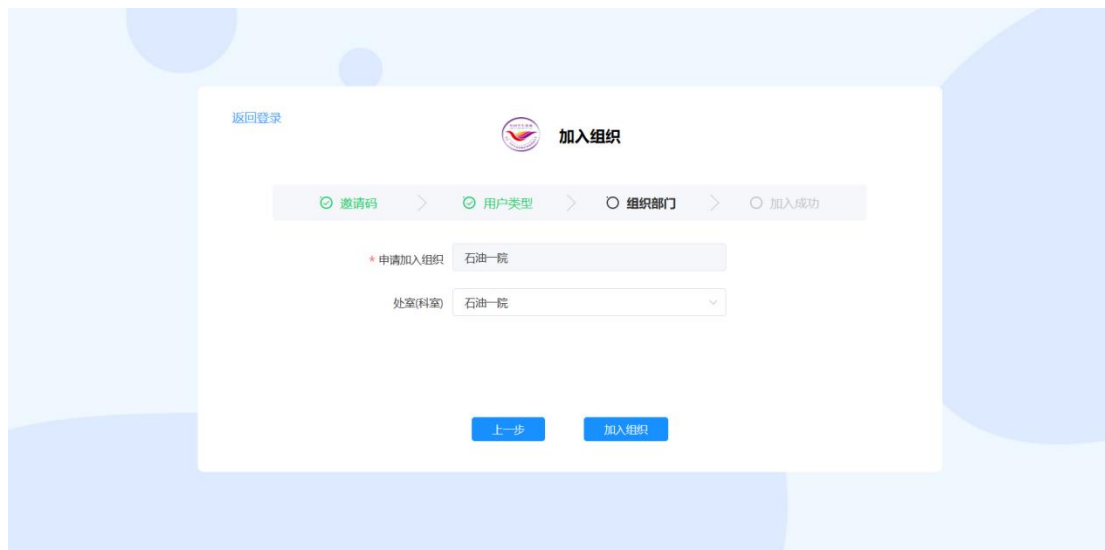 返回登录
加入组织
邀请码
用户类型
组织部门
加入成功
* 申请加入组织 石油一院
处室(科室) 石油一院
上一步
加入组织